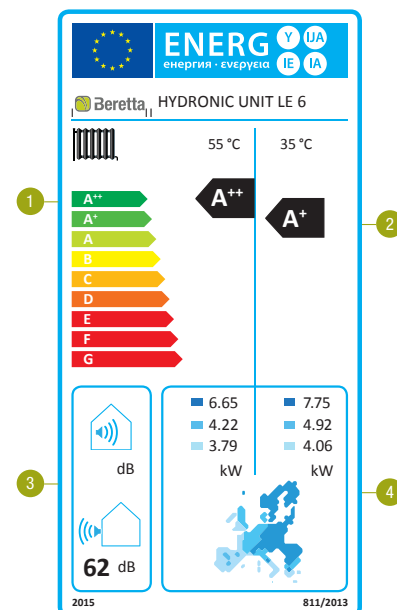 ENERG Y IJA
енергия · ενεργεια IE IA
Beretta HYDRONIC UNIT LE 6
55 °C 35 °C
1
A++ A++
A+ A+
2
A
B
C
D
E
F
G
6.65 7.75
4.22 4.92
3.79 4.06
dB kW kW
3
4
62 dB
2015 811/2013